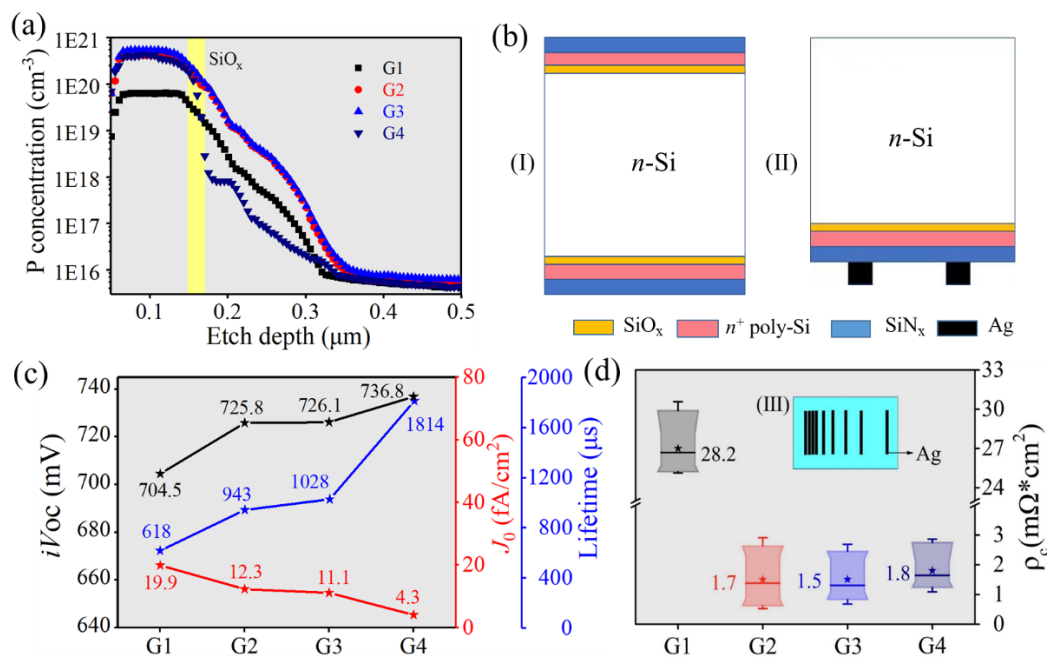 (a)
P concentration (cm⁻³)
1E21
1E20
1E19
1E18
1E17
1E16
SiOₓ
G1
G2
G3
G4
0.1 0.2 0.3 0.4 0.5
Etch depth (μm)
(b)
(I)
n-Si
(II)
n-Si
SiOₓ n⁺ poly-Si SiNₓ Ag
(c)
iVoc (mV)
740
720
700
680
660
640
704.5
725.8
726.1
736.8
618
943
1028
1814
19.9
12.3
11.1
4.3
G1 G2 G3 G4
80
60
40
20
0
J₀ (fA/cm²)
2000
1600
1200
800
400
0
Lifetime (μs)
(d)
(III)
Ag
28.2
1.7
1.5
1.8
G1 G2 G3 G4
33
30
27
24
3
2
1
0
ρc(mΩ*cm²)